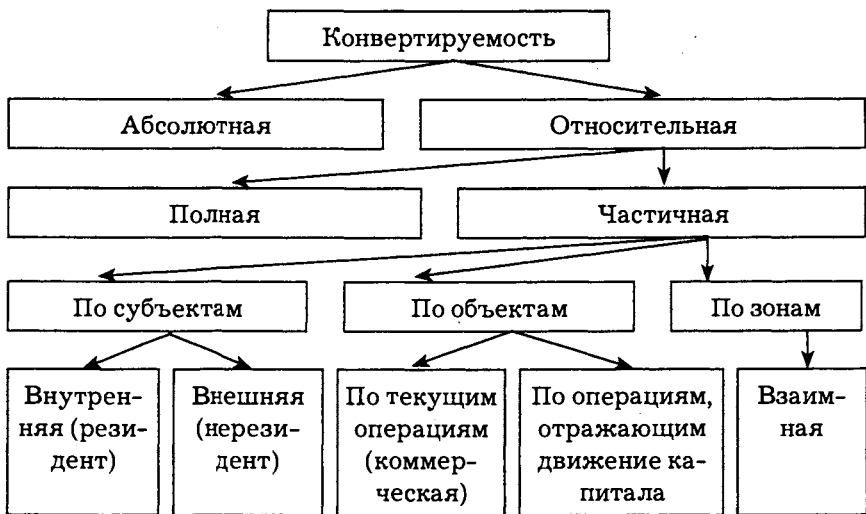 Конвертируемость
Абсолютная
Относительная
Полная
Частичная
По субъектам
По объектам
По зонам
Внутрен-
няя (рези-
дент)
Внешняя
(нерези-
дент)
По текущим
операциям
(коммер-
ческая)
По операциям,
отражающим
движение ка-
питала
Взаим-
ная